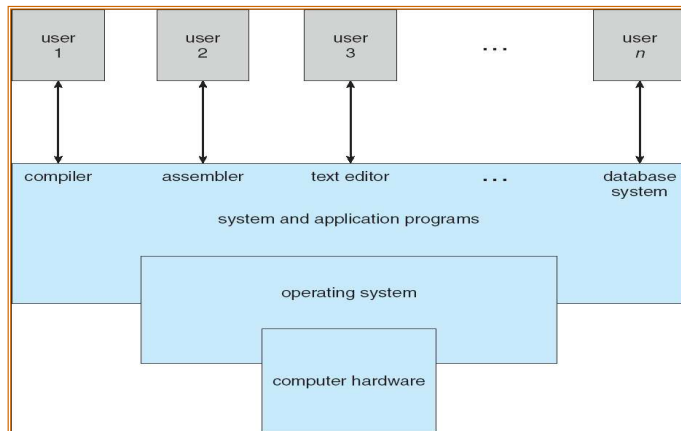 user
1
user
2
user
3
...
user
n
compiler
assembler
text editor
...
database
system
system and application programs
operating system
computer hardware